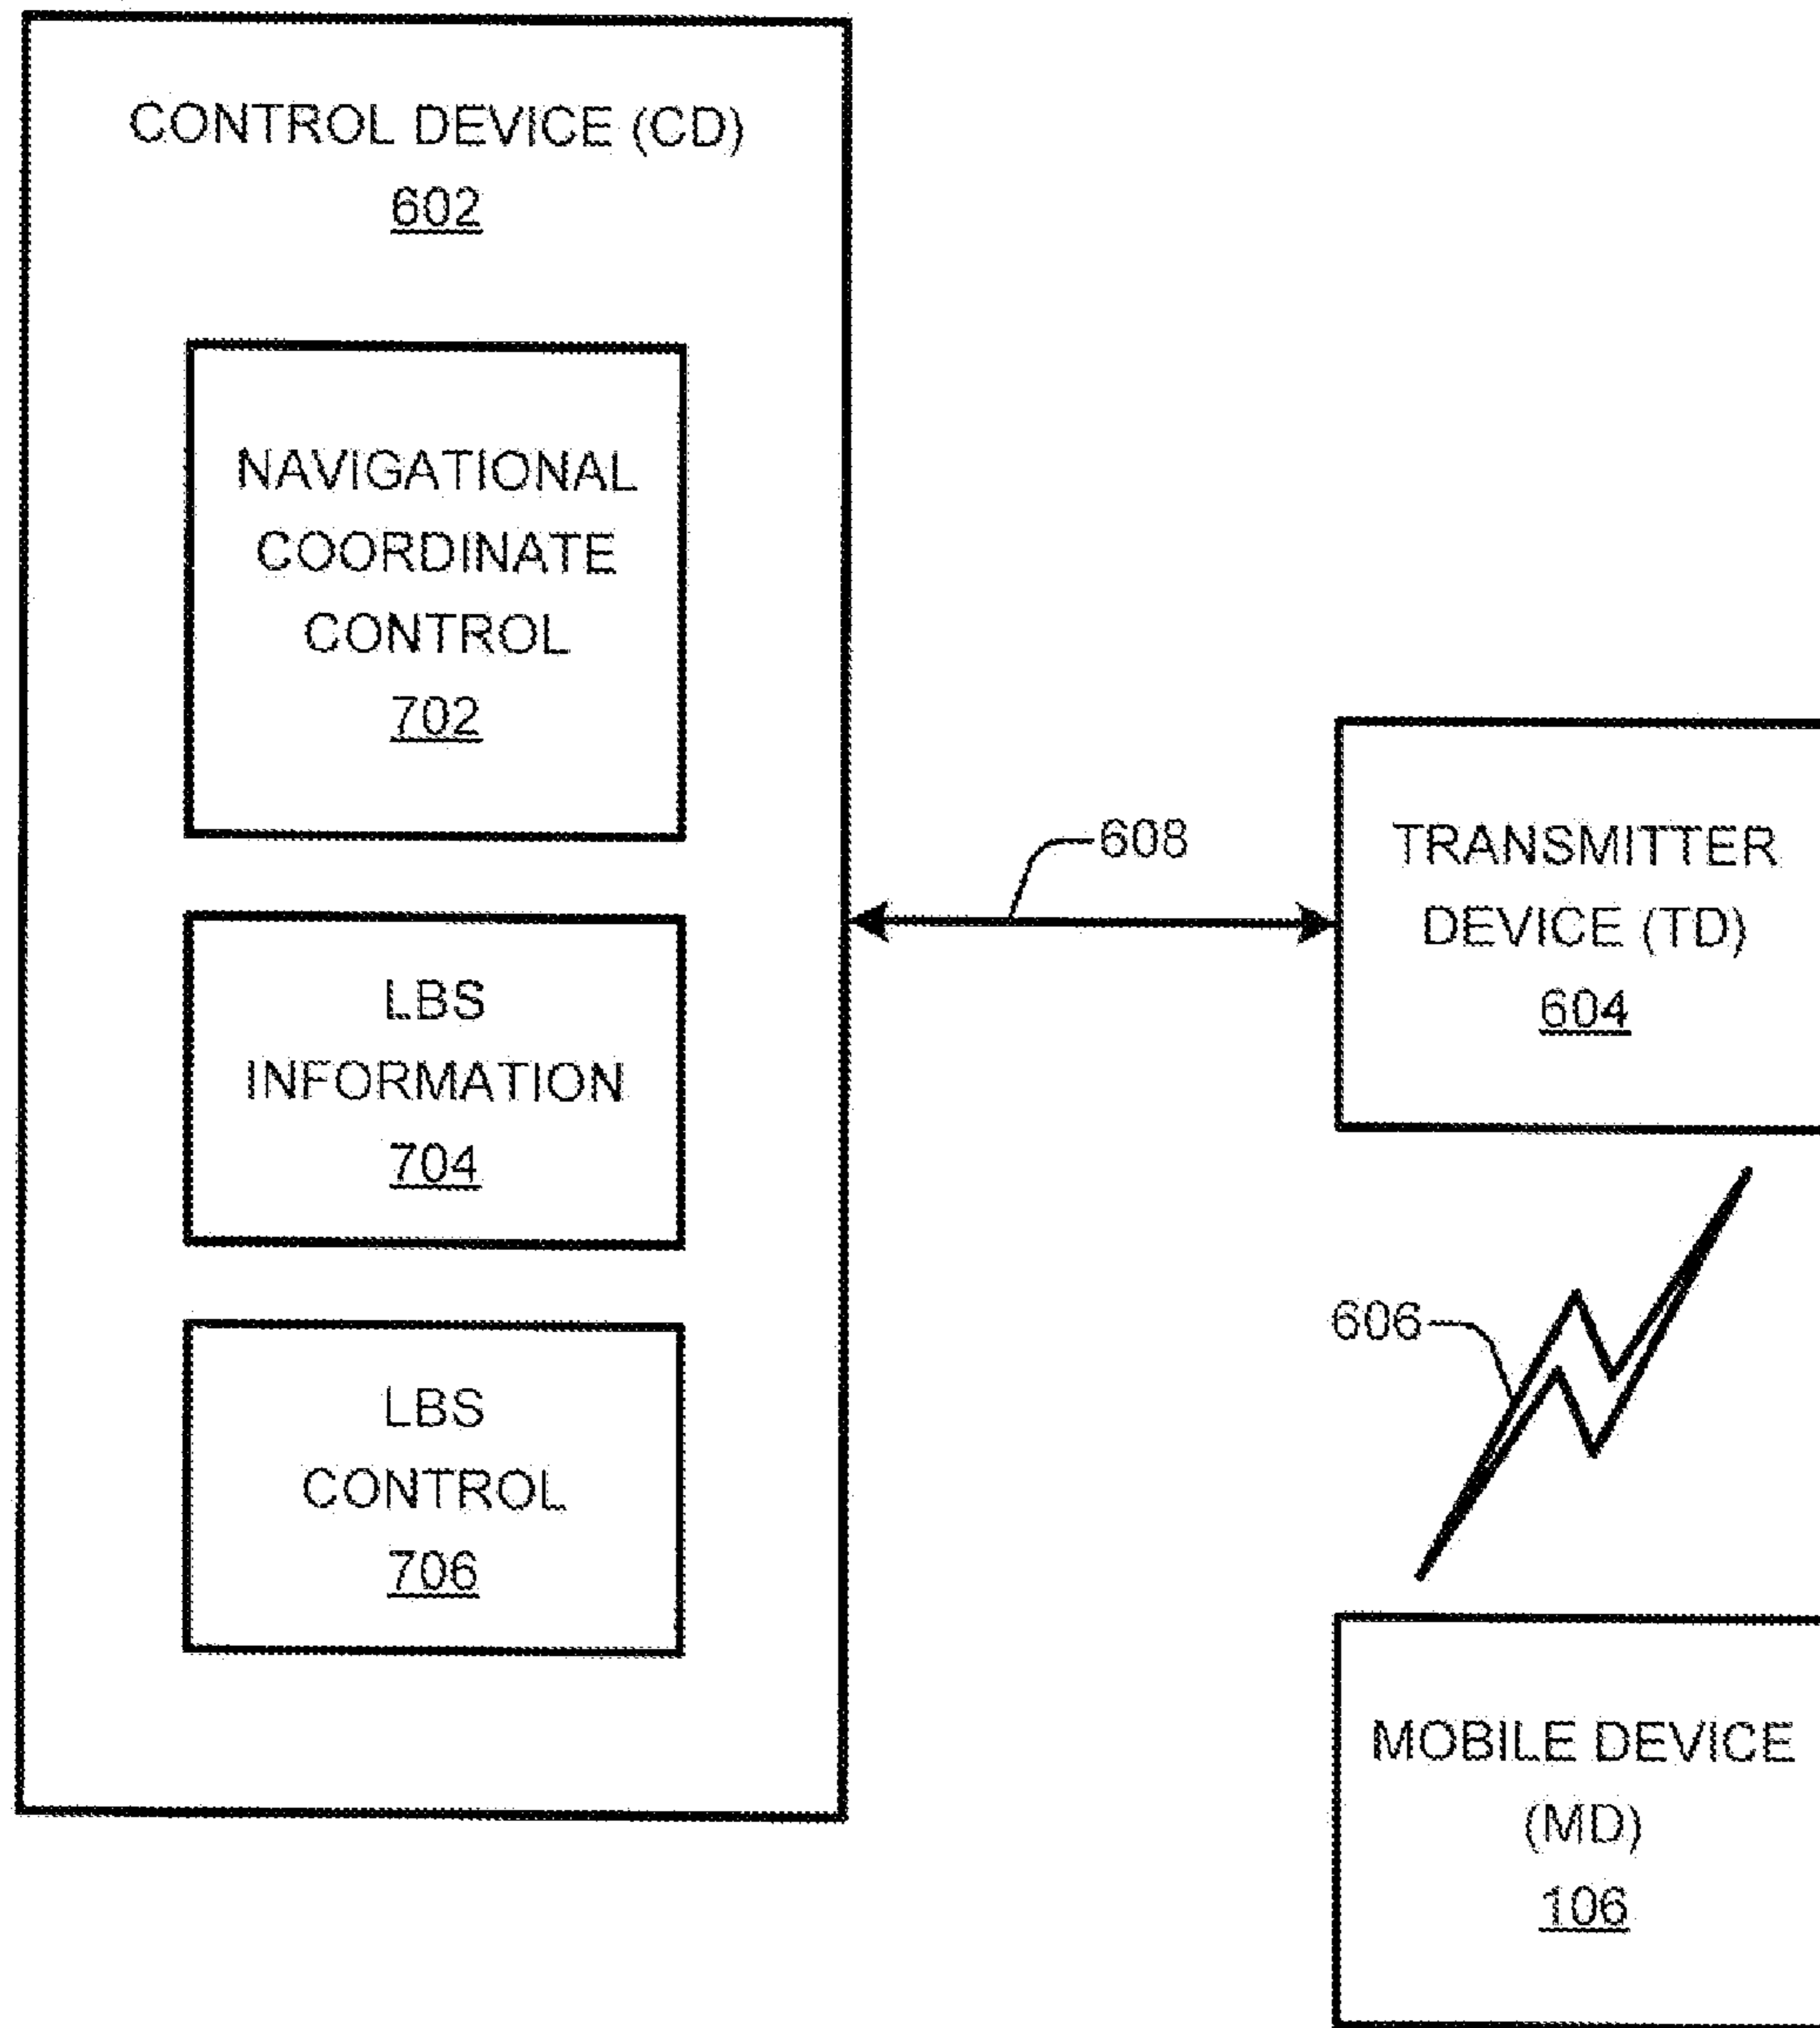 CONTROL DEVICE (CD)
602
NAVIGATIONAL
COORDINATE
CONTROL
702
LBS
INFORMATION
704
LBS
CONTROL
706
608
TRANSMITTER
DEVICE (TD)
604
606
MOBILE DEVICE
(MD)
106